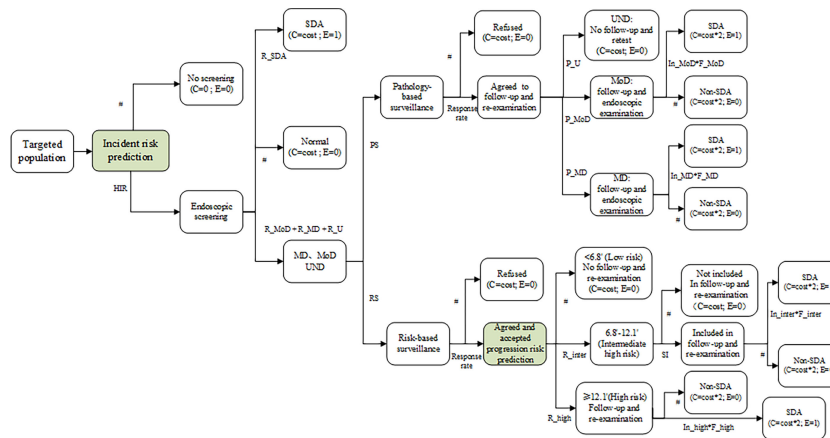 Targeted
population
Incident risk
prediction
#
HIR
No screening
(C=0 ; E=0)
Endoscopic
screening
R_SDA
#
R_MoD + R_MD + R_U
SDA
(C=cost ; E=1)
Normal
(C=cost ; E=0)
MD、MoD
UND
PS
RS
Pathology-
based
surveillance
#
Response
rate
Refused
(C=cost; E=0)
Agreed to
follow-up and
re-examination
P_U
P_MoD
P_MD
UND:
No follow-up and
retest
(C=cost; E=0)
MoD:
follow-up and
endoscopic
examination
MD:
follow-up and
endoscopic
examination
In_MoD*F_MoD
#
SDA
(C=cost*2; E=1)
Non-SDA
(C=cost*2; E=0)
In_MD*F_MD
#
SDA
(C=cost*2; E=1)
Non-SDA
(C=cost*2; E=0)
Risk-based
surveillance
#
Response
rate
Refused
(C=cost; E=0)
Agreed and
accepted
progression risk
prediction
#
R_inter
R_high
<6.8' (Low risk)
No follow-up and
re-examination
(C=cost; E=0)
6.8'-12.1'
(Intermediate
high risk)
≥12.1'(High risk)
Follow-up and
re-examination
#
SI
Not included
In follow-up and
re-examination
(C=cost; E=0)
Included in
follow-up and
re-examination
In_inter*F_inter
#
SDA
(C=cost*2; E=
Non-SDA
(C=cost*2; E=0
#
In_high*F_high
Non-SDA
(C=cost*2; E=0)
SDA
(C=cost*2; E=1)